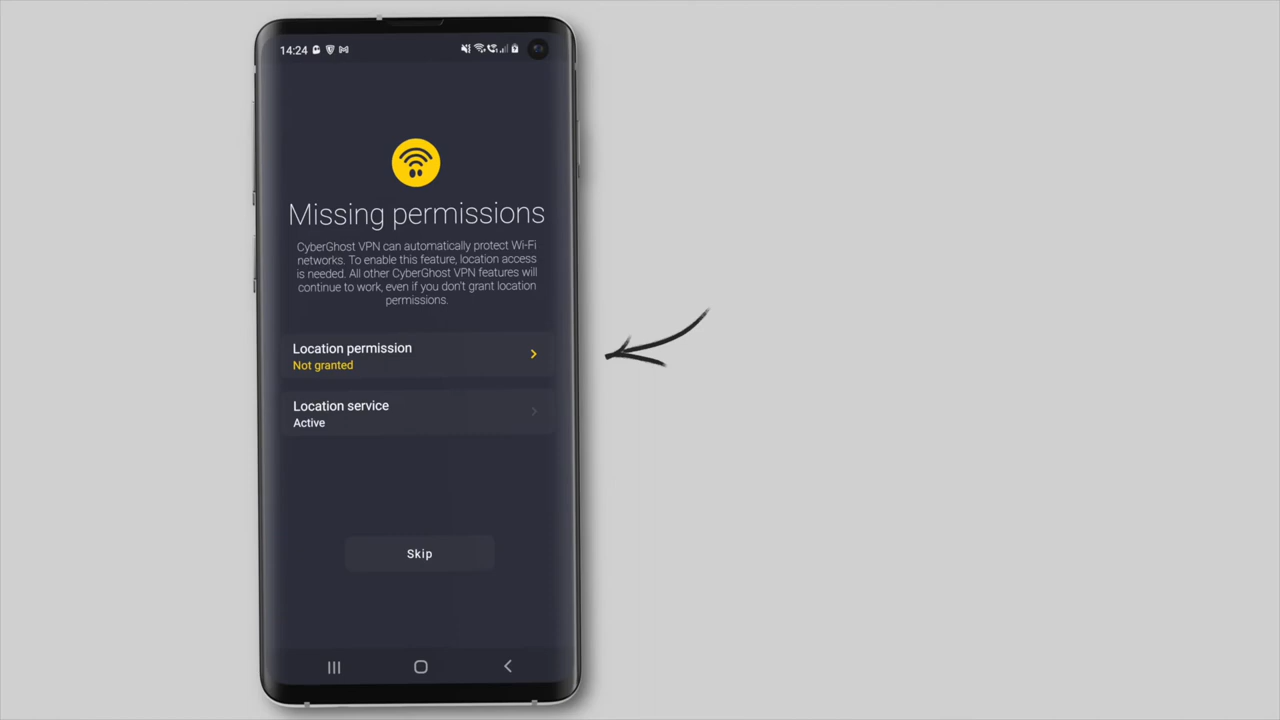 14:24
Missing permissions
CyberGhost VPN can automatically protect Wi-Fi
networks. To enable this feature, location access
is needed. All other CyberGhost VPN features will
continue to work, even if you don't grant location
permissions.
Location permission
Not granted
Location service
Active
Skip